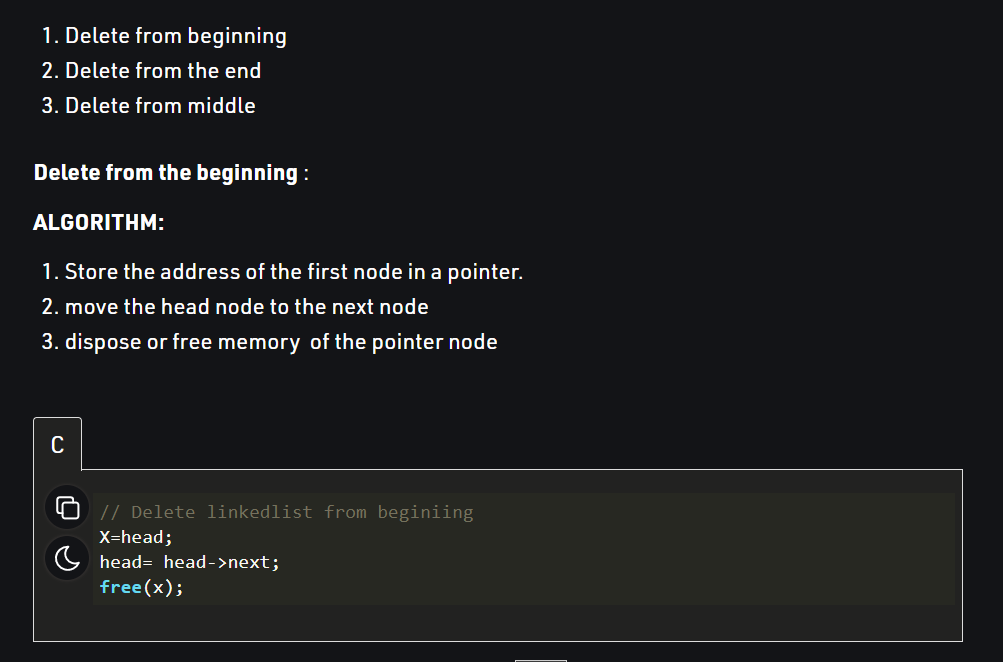 1. Delete from beginning
2. Delete from the end
3. Delete from middle
Delete from the beginning :
ALGORITHM:
1. Store the address of the first node in a pointer.
2. move the head node to the next node
3. dispose or free memory  of the pointer node
C
// Delete linkedlist from beginiing
X=head;
head= head->next;
free(x);